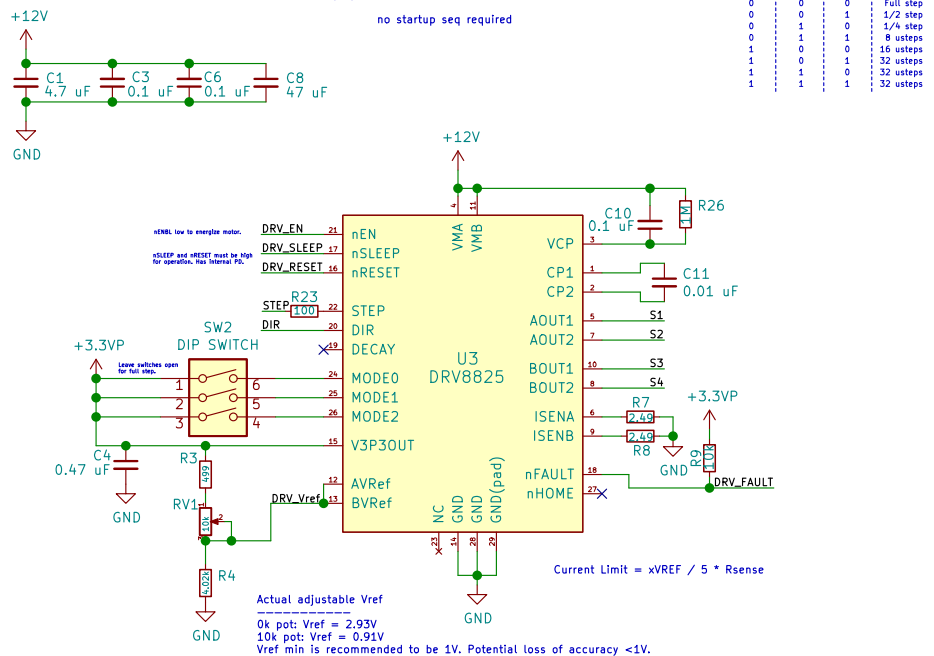 +12V
no startup seq required
0 0 0 Full step
0 0 1 1/2 step
0 1 0 1/4 step
0 1 1 8 usteps
1 0 0 16 usteps
1 0 1 32 usteps
1 1 0 32 usteps
1 1 1 32 usteps
C1
4.7 uF
C3
0.1 uF
C6
0.1 uF
C8
47 uF
GND
+12V
4
11
VMA
VMB
C10
0.1 uF
1M
R26
nENBL low to energize motor.
DRV_EN
21
nEN
nSLEEP and nRESET must be high
for operation. Has internal PD.
DRV_SLEEP
17
nSLEEP
DRV_RESET
16
nRESET
VCP
3
CP1
1
CP2
2
C11
0.01 uF
STEP
R23
100
22
STEP
DIR
20
DIR
19
DECAY
AOUT1
5
S1
AOUT2
7
S2
SW2
DIP SWITCH
U3
DRV8825
BOUT1
10
S3
BOUT2
8
S4
+3.3VP
Leave switches open
for full step.
1
6
24
MODE0
2
5
25
MODE1
3
4
26
MODE2
ISENA
6
R7
2.49
ISENB
9
2.49
R8
GND
+3.3VP
R9
10k
15
V3P3OUT
C4
0.47 uF
GND
R3
499
nFAULT
18
DRV_FAULT
nHOME
27
12
AVRef
DRV_Vref
13
BVRef
RV1
10k
1
2
3
NC
GND
GND
GND(pad)
23
14
28
29
GND
R4
4.02k
GND
Current Limit = xVREF / 5 * Rsense
Actual adjustable Vref
-----------
0k pot: Vref = 2.93V
10k pot: Vref = 0.91V
Vref min is recommended to be 1V. Potential loss of accuracy <1V.